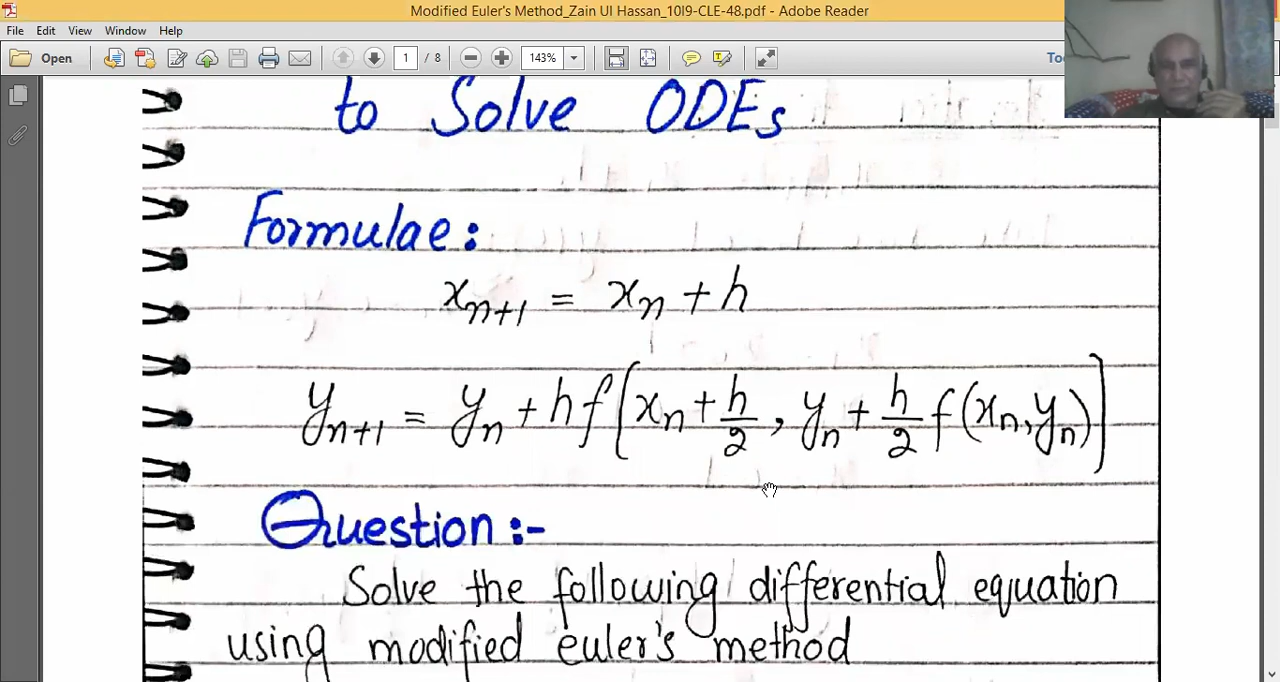 Modified Euler's Method_Zain Ul Hassan_10I9-CLE-48.pdf - Adobe Reader
File Edit View Window Help
Open 1 / 8 143% Too
to Solve ODEs
Formulae:
xₙ₊₁ = xₙ + h
yₙ₊₁ = yₙ + hf[xₙ + h/2, yₙ + h/2 f(xₙ, yₙ)]
Question:-
Solve the following differential equation
using modified euler's method